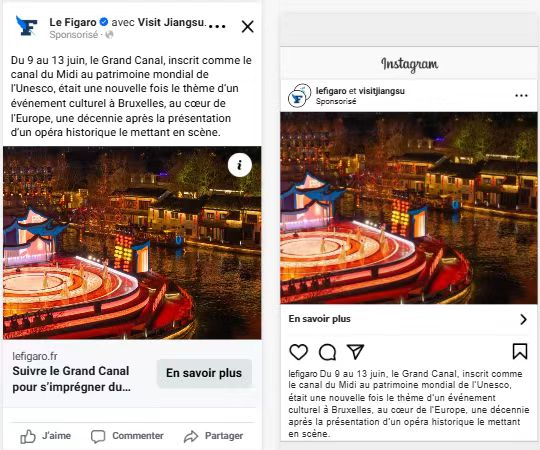 Le Figaro avec Visit Jiangsu.
Sponsorisé ·
Du 9 au 13 juin, le Grand Canal, inscrit comme le
canal du Midi au patrimoine mondial de
l'Unesco, était une nouvelle fois le thème d'un
événement culturel à Bruxelles, au cœur de
l'Europe, une décennie après la présentation
d'un opéra historique le mettant en scène.
i
lefigaro.fr
Suivre le Grand Canal
pour s'imprégner du...
En savoir plus
J'aime
Commenter
Partager
Instagram
lefigaro et visitjiangsu
Sponsorisé
En savoir plus
lefigaro Du 9 au 13 juin, le Grand Canal, inscrit comme
le canal du Midi au patrimoine mondial de l'Unesco,
était une nouvelle fois le thème d'un événement
culturel à Bruxelles, au cœur de l'Europe, une décennie
après la présentation d'un opéra historique le mettant
en scène.